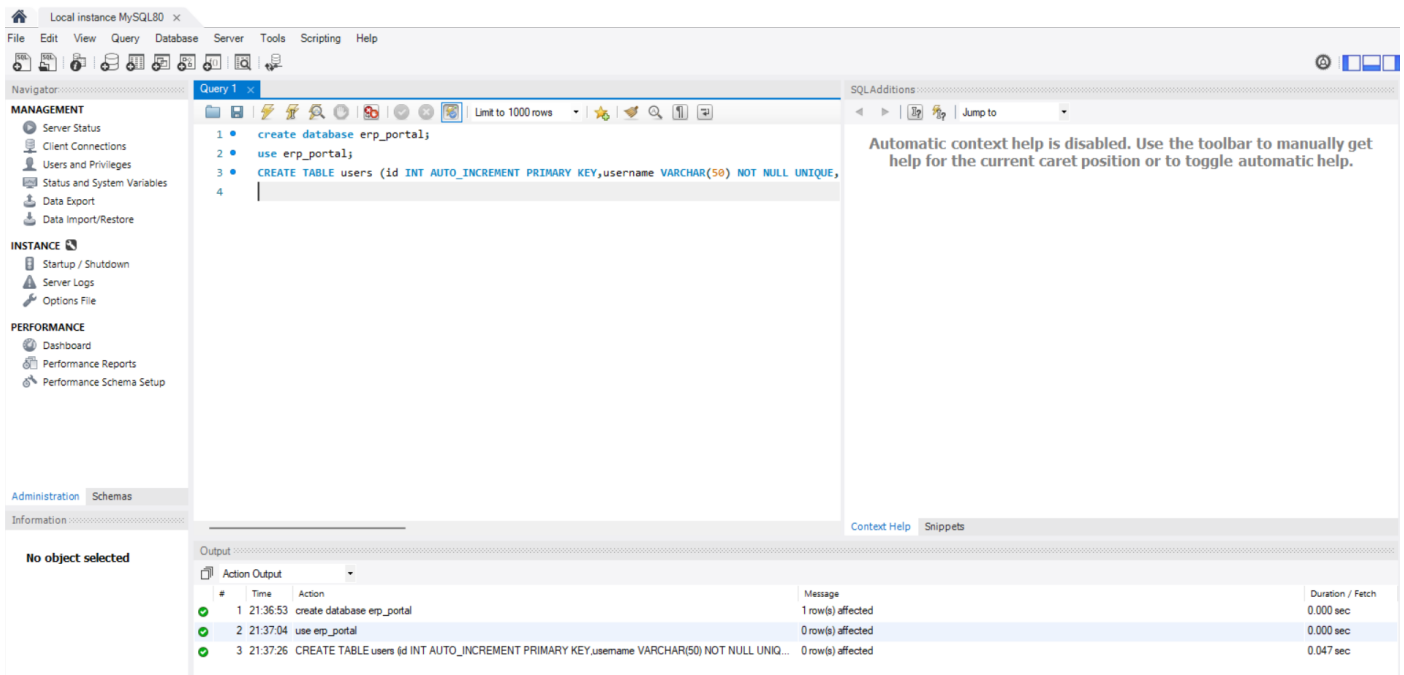 Local instance MySQL80
File Edit View Query Database Server Tools Scripting Help
Navigator
MANAGEMENT
Server Status
Client Connections
Users and Privileges
Status and System Variables
Data Export
Data Import/Restore
INSTANCE
Startup / Shutdown
Server Logs
Options File
PERFORMANCE
Dashboard
Performance Reports
Performance Schema Setup
Administration Schemas
Information
No object selected
Query 1
Limit to 1000 rows
1 create database erp_portal;
2 use erp_portal;
3 CREATE TABLE users (id INT AUTO_INCREMENT PRIMARY KEY,username VARCHAR(50) NOT NULL UNIQUE,
4
SQLAdditions
Jump to
Automatic context help is disabled. Use the toolbar to manually get
help for the current caret position or to toggle automatic help.
Context Help Snippets
Output
Action Output
# Time Action Message Duration / Fetch
1 21:36:53 create database erp_portal 1 row(s) affected 0.000 sec
2 21:37:04 use erp_portal 0 row(s) affected 0.000 sec
3 21:37:26 CREATE TABLE users (id INT AUTO_INCREMENT PRIMARY KEY,username VARCHAR(50) NOT NULL UNIQ... 0 row(s) affected 0.047 sec